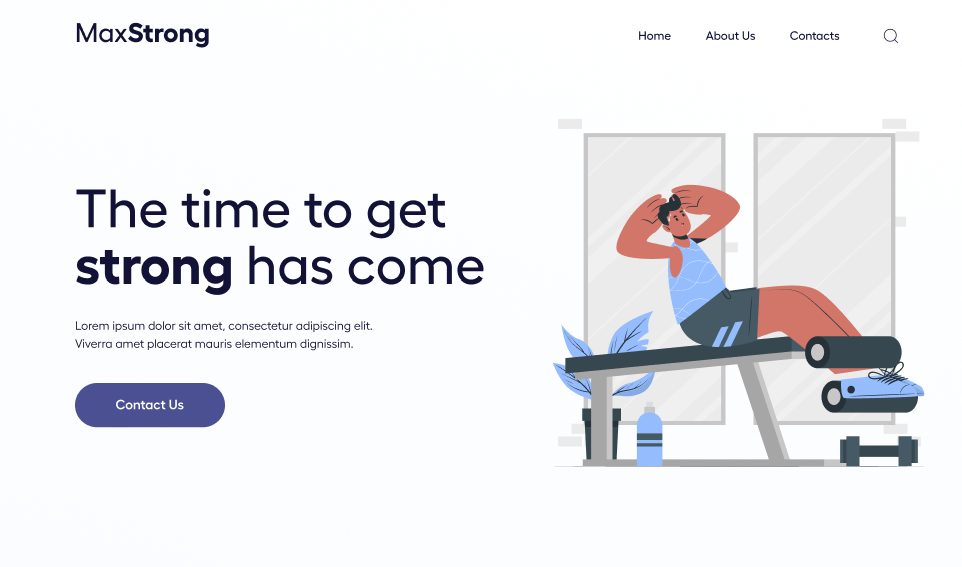 MaxStrong
Home About Us Contacts
The time to get
strong has come
Lorem ipsum dolor sit amet, consectetur adipiscing elit.
Viverra amet placerat mauris elementum dignissim.
Contact Us